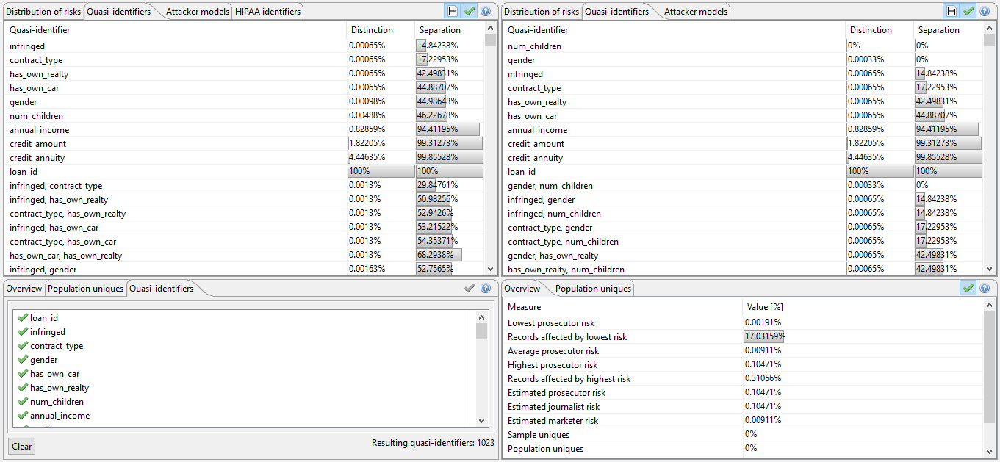 Distribution of risks Quasi-identifiers Attacker models HIPAA identifiers
Quasi-identifier Distinction Separation
infringed 0.00065% 14.84238%
contract_type 0.00065% 17.22953%
has_own_realty 0.00065% 42.49831%
has_own_car 0.00065% 44.88707%
gender 0.00098% 44.98648%
num_children 0.00488% 46.22678%
annual_income 0.82859% 94.41195%
credit_amount 1.82205% 99.31273%
credit_annuity 4.44635% 99.85528%
loan_id 100% 100%
infringed, contract_type 0.0013% 29.84761%
infringed, has_own_realty 0.0013% 50.98256%
contract_type, has_own_realty 0.0013% 52.9426%
infringed, has_own_car 0.0013% 53.21522%
contract_type, has_own_car 0.0013% 54.35371%
has_own_car, has_own_realty 0.0013% 68.2938%
infringed, gender 0.00163% 52.7565%
Distribution of risks Quasi-identifiers Attacker models
Quasi-identifier Distinction Separation
num_children 0% 0%
gender 0.00033% 0%
infringed 0.00065% 14.84238%
contract_type 0.00065% 17.22953%
has_own_realty 0.00065% 42.49831%
has_own_car 0.00065% 44.88707%
annual_income 0.82859% 94.41195%
credit_amount 1.82205% 99.31273%
credit_annuity 4.44635% 99.85528%
loan_id 100% 100%
gender, num_children 0.00033% 0%
infringed, gender 0.00065% 14.84238%
infringed, num_children 0.00065% 14.84238%
contract_type, gender 0.00065% 17.22953%
contract_type, num_children 0.00065% 17.22953%
gender, has_own_realty 0.00065% 42.49831%
has_own_realty, num_children 0.00065% 42.49831%
Overview Population uniques Quasi-identifiers
loan_id
infringed
contract_type
gender
has_own_car
has_own_realty
num_children
annual_income
Clear Resulting quasi-identifiers: 1023
Overview Population uniques
Measure Value [%]
Lowest prosecutor risk 0.00191%
Records affected by lowest risk 17.03159%
Average prosecutor risk 0.00911%
Highest prosecutor risk 0.10471%
Records affected by highest risk 0.31056%
Estimated prosecutor risk 0.10471%
Estimated journalist risk 0.10471%
Estimated marketer risk 0.00911%
Sample uniques 0%
Population uniques 0%